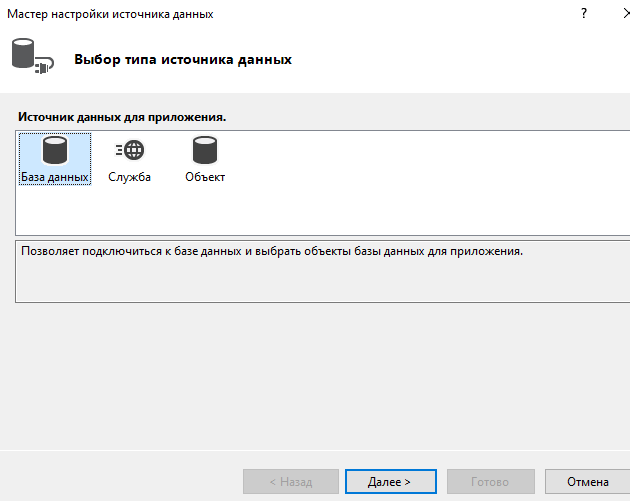 Мастер настройки источника данных
?
Выбор типа источника данных
Источник данных для приложения.
База данных Служба Объект
Позволяет подключиться к базе данных и выбрать объекты базы данных для приложения.
< Назад Далее > Готово Отмена